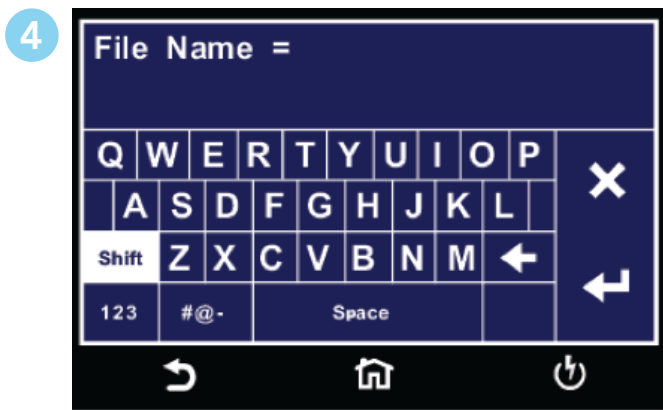 4
File Name =
Q W E R T Y U I O P
A S D F G H J K L
Shift Z X C V B N M
123 #@- Space